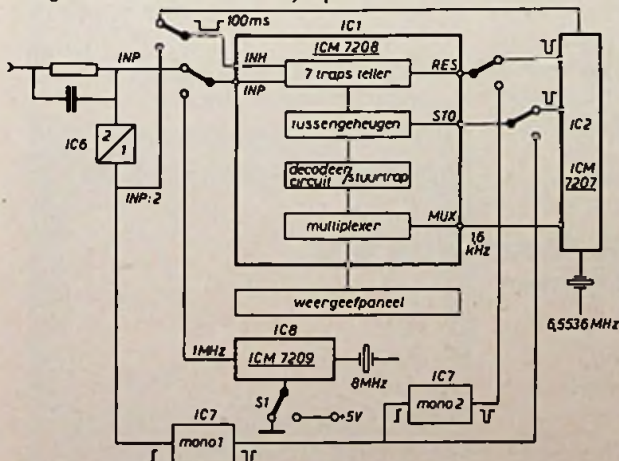 100ms
IC1
ICM 7208
INP
INH
7 traps teller
RES
INP
IC6
2/1
tussengeheugen
STO
IC2
ICM 7207
decodeer circuit /stuurtrap
INP:2
multiplexer
MUX
1,6 kHz
weergeefpaneel
6,5536 MHz
IC8
1MHz
ICM 7209
8MHz
IC7
S1
+5V
mono 2
IC7
mono 1